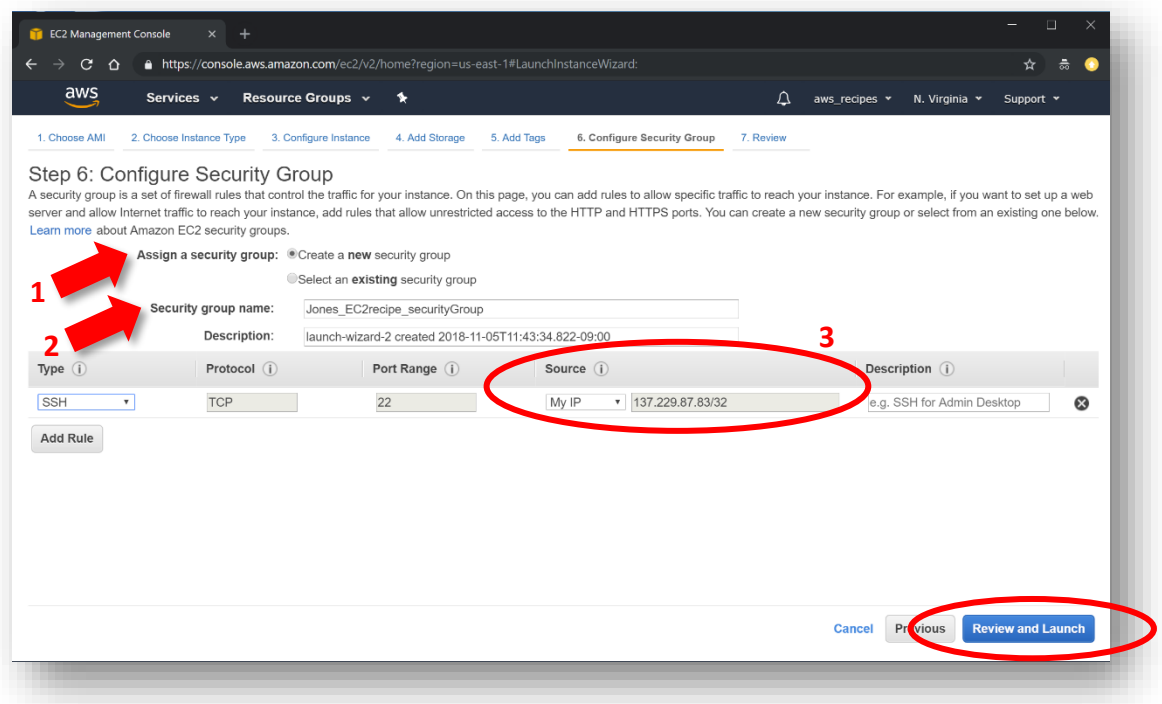 EC2 Management Console
https://console.aws.amazon.com/ec2/v2/home?region=us-east-1#LaunchInstanceWizard:
aws Services Resource Groups aws_recipes N. Virginia Support
1. Choose AMI 2. Choose Instance Type 3. Configure Instance 4. Add Storage 5. Add Tags 6. Configure Security Group 7. Review
Step 6: Configure Security Group
A security group is a set of firewall rules that control the traffic for your instance. On this page, you can add rules to allow specific traffic to reach your instance. For example, if you want to set up a web
server and allow Internet traffic to reach your instance, add rules that allow unrestricted access to the HTTP and HTTPS ports. You can create a new security group or select from an existing one below.
Learn more about Amazon EC2 security groups.
Assign a security group: Create a new security group
Select an existing security group
1
Security group name: Jones_EC2recipe_securityGroup
2
Description: launch-wizard-2 created 2018-11-05T11:43:34.822-09:00
3
Type Protocol Port Range Source Description
SSH TCP 22 My IP 137.229.87.83/32 e.g. SSH for Admin Desktop
Add Rule
Cancel Previous Review and Launch